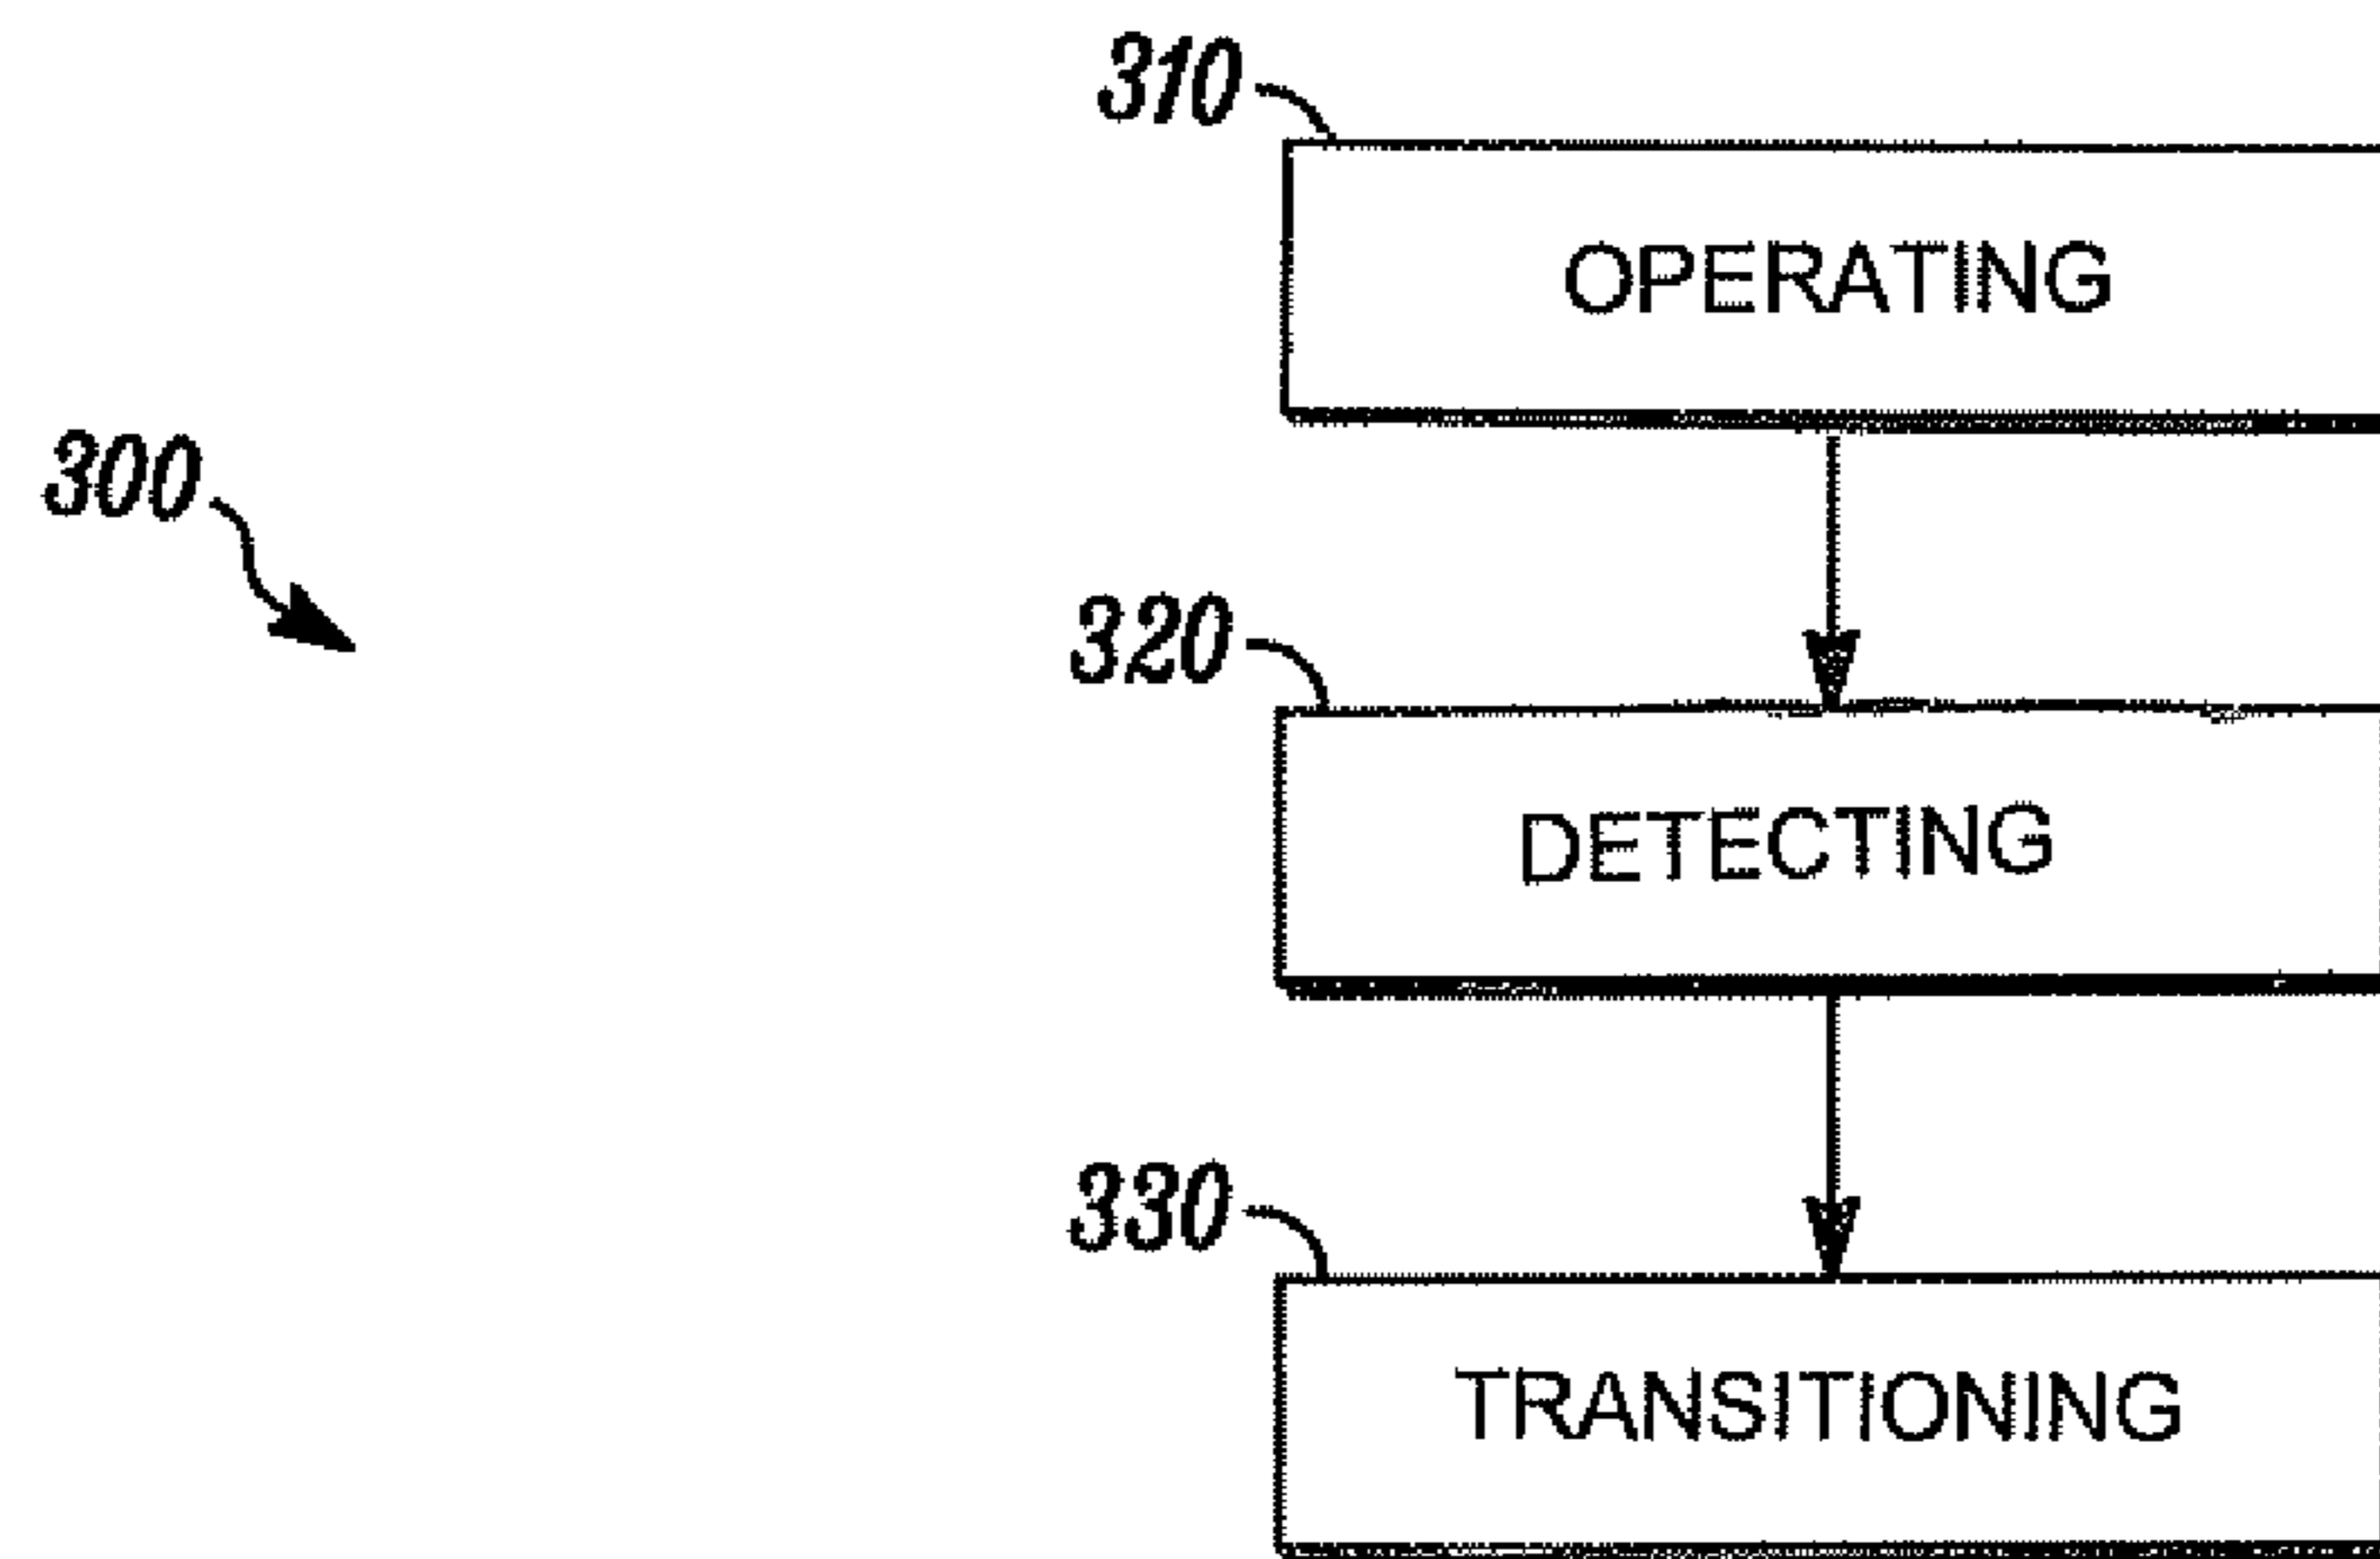 310
OPERATING
300
320
DETECTING
330
TRANSITIONING